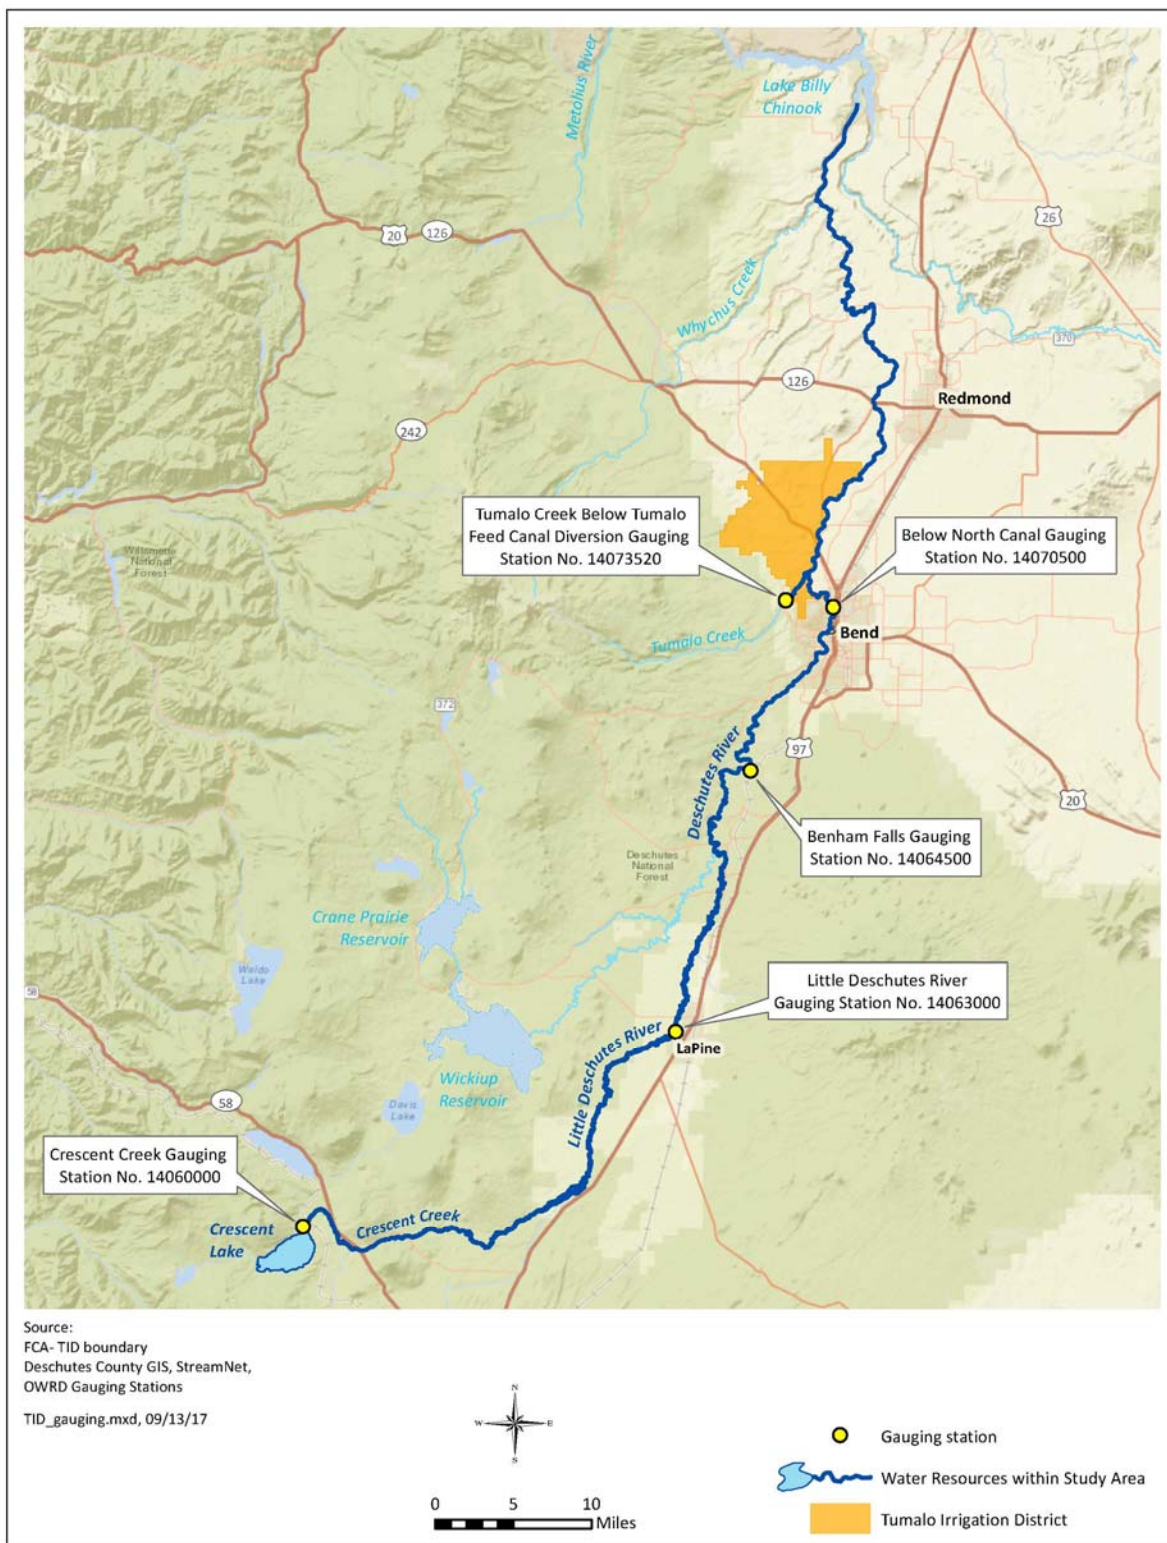 Metolius River
Lake Billy
Chinook
20
126
26
Whychus Creek
370
126
Redmond
242
Tumalo Creek Below Tumalo
Feed Canal Diversion Gauging
Station No. 14073520
Below North Canal Gauging
Station No. 14070500
Willamette
National
Forest
Bend
Tumalo Creek
372
97
Deschutes River
20
Benham Falls Gauging
Station No. 14064500
Deschutes
National
Forest
Crane Prairie
Reservoir
Waldo
Lake
58
Little Deschutes River
Gauging Station No. 14063000
Little Deschutes River
LaPine
Wickiup
Reservoir
Davis
Lake
58
Crescent Creek Gauging
Station No. 14060000
Crescent
Lake
Crescent Creek
Source:
FCA- TID boundary
Deschutes County GIS, StreamNet,
OWRD Gauging Stations
TID_gauging.mxd, 09/13/17
N
W E
S
0 5 10
Miles
Gauging station
Water Resources within Study Area
Tumalo Irrigation District